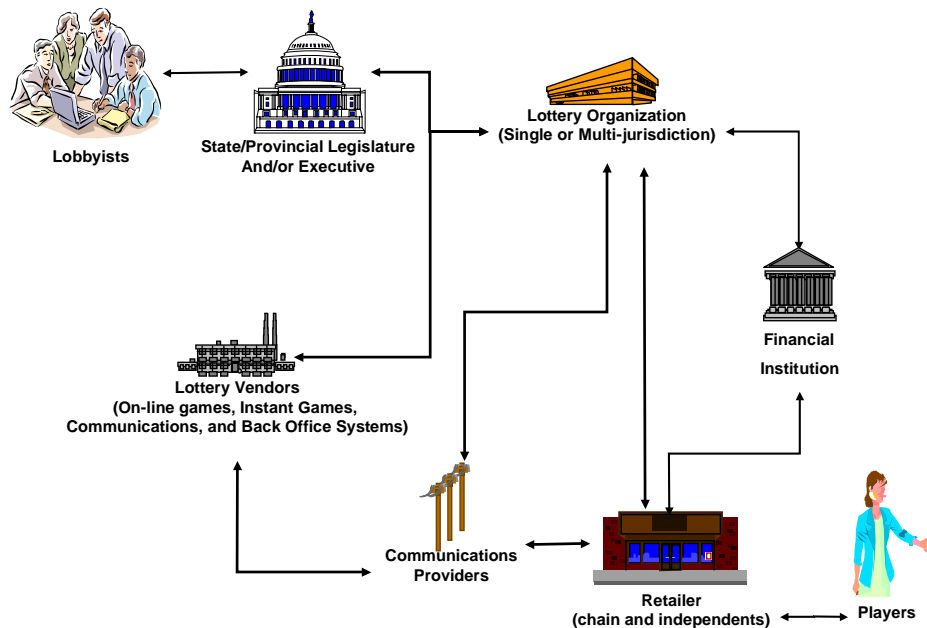 Lobbyists
State/Provincial Legislature
And/or Executive
Lottery Organization
(Single or Multi-jurisdiction)
Financial
Institution
Lottery Vendors
(On-line games, Instant Games,
Communications, and Back Office Systems)
Communications
Providers
Retailer
(chain and independents)
Players